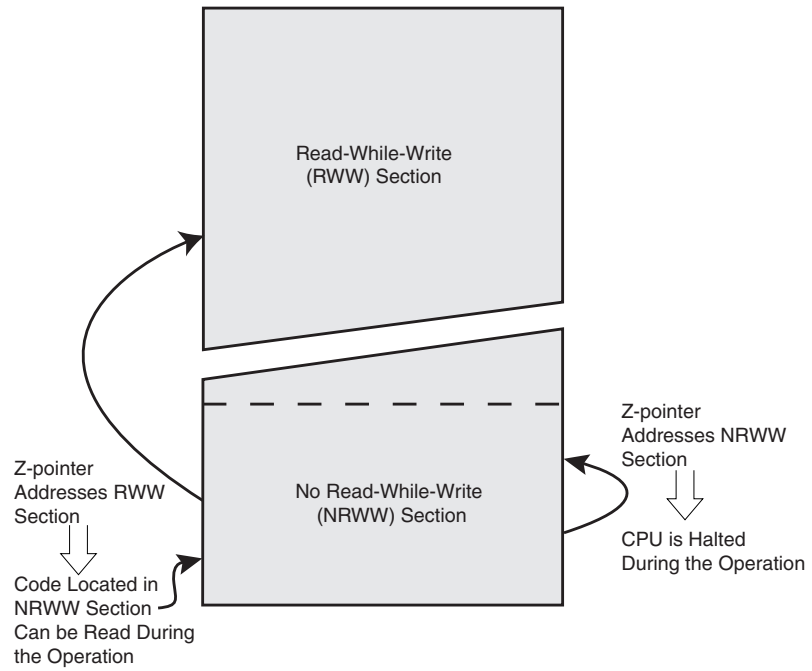 Read-While-Write
(RWW) Section
Z-pointer
Addresses NRWW
Section
Z-pointer
Addresses RWW
Section
No Read-While-Write
(NRWW) Section
CPU is Halted
During the Operation
Code Located in
NRWW Section
Can be Read During
the Operation